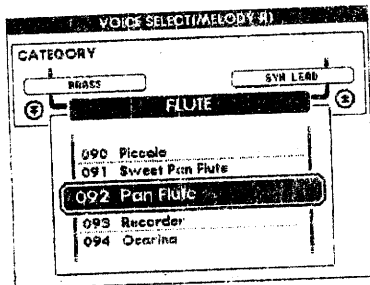 VOICE SELECT(MELODY R1)
CATEGORY
BRASS
SYN LEAD
FLUTE
090 Piccolo
091 Sweet Pan Flute
092 Pan Flute
093 Recorder
094 Ocarina